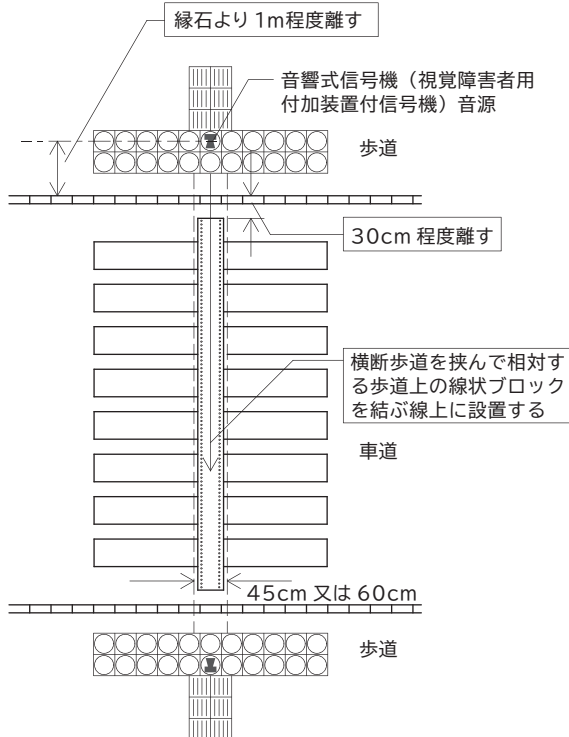 縁石より1m程度離す
音響式信号機（視覚障害者用
付加装置付信号機）音源
歩道
30cm 程度離す
横断歩道を挟んで相対す
る歩道上の線状ブロック
を結ぶ線上に設置する
車道
45cm 又は 60cm
歩道